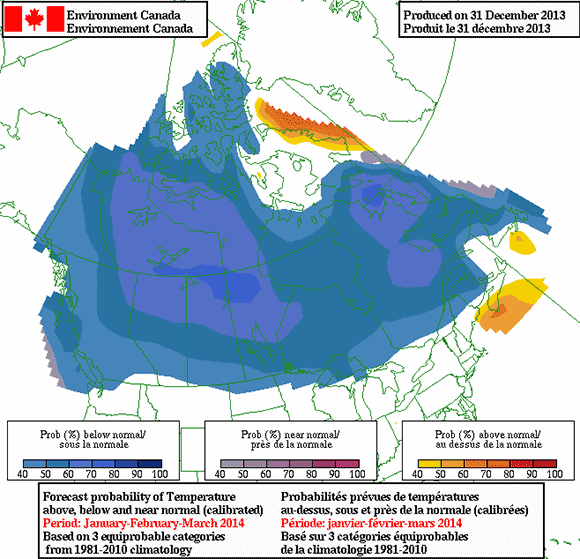 Environment Canada
Environnement Canada
Produced on 31 December 2013
Produit le 31 décembre 2013
Prob (%) below normal/
sous la normale
40 50 60 70 80 90 100
Prob (%) near normal/
près de la normale
40 50 60 70 80 90 100
Prob (%) above normal/
au dessus de la normale
40 50 60 70 80 90 100
Forecast probability of Temperature
above, below and near normal (calibrated)
Period: January-February-March 2014
Based on 3 equiprobable categories
from 1981-2010 climatology
Probabilités prévues de températures
au-dessus, sous et près de la normale (calibrées)
Période: janvier-février-mars 2014
Basé sur 3 catégories équiprobables
de la climatologie 1981-2010